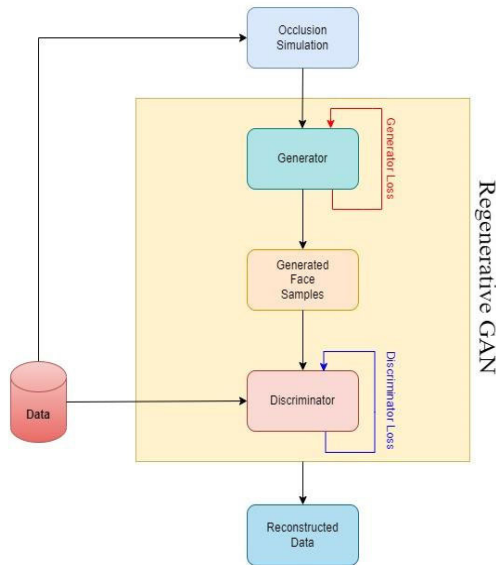 Occlusion
Simulation
Generator
Generator Loss
Regenerative GAN
Generated
Face
Samples
Discriminator
Discriminator Loss
Data
Reconstructed
Data